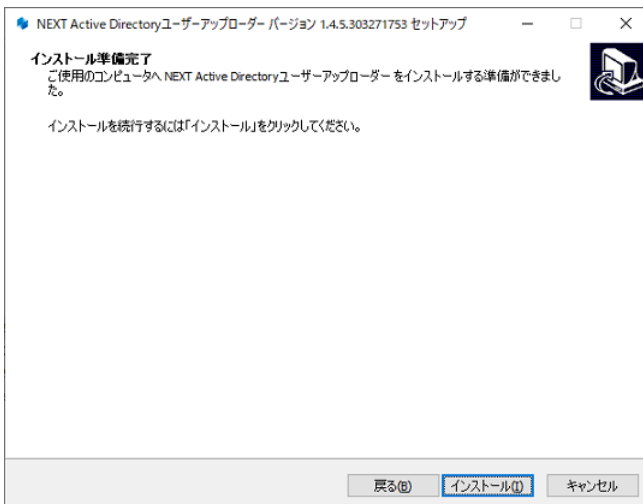 NEXT Active Directoryユーザーアップローダー バージョン 1.4.5.303271753 セットアップ
インストール準備完了
ご使用のコンピュータへ NEXT Active Directoryユーザーアップローダー をインストールする準備ができまし
た。
インストールを続行するには「インストール」をクリックしてください。
戻る(B) インストール(I) キャンセル